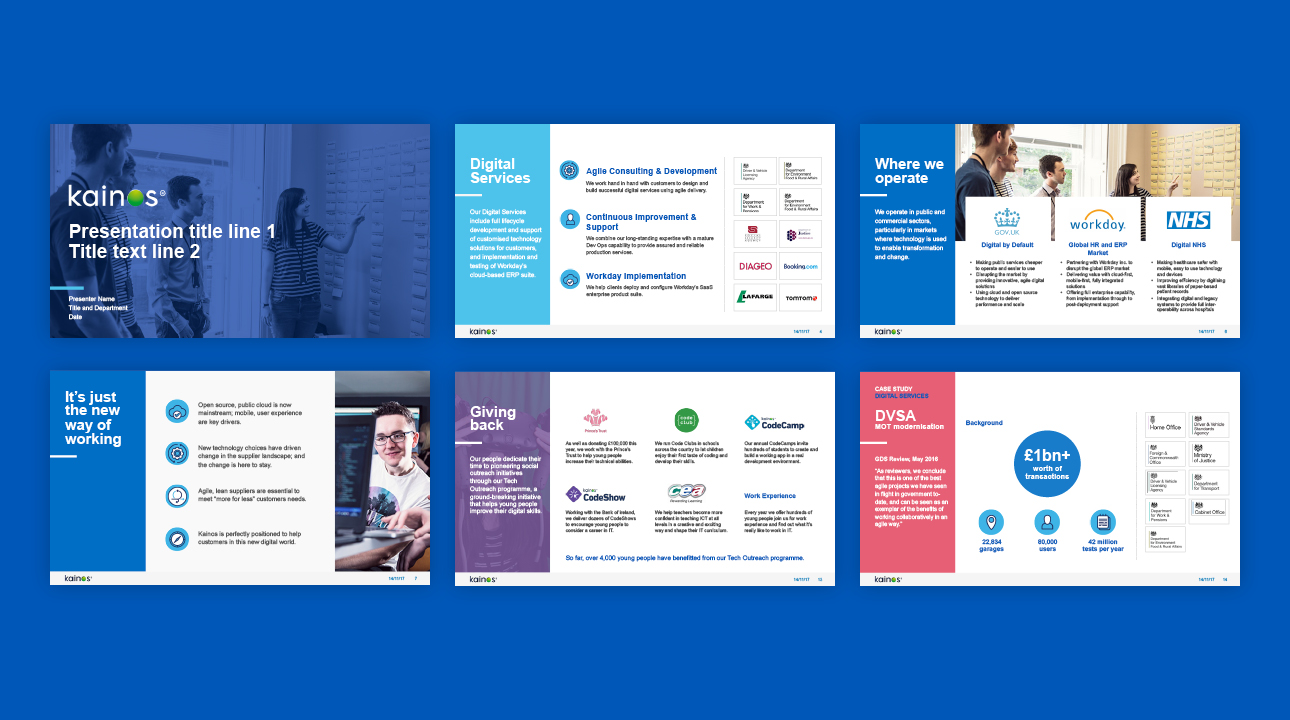 kainos®
Presentation title line 1
Title text line 2
Presenter Name
Title and Department
Date
Digital
Services
Our Digital Services
include full lifecycle
development and support
of customised technology
solutions for customers,
and implementation and
testing of Workday's
cloud-based ERP suite.
Agile Consulting & Development
We work hand in hand with customers to design and
build successful digital services using agile delivery.
Continuous Improvement &
Support
We combine our long-standing expertise with a mature
Dev Ops capability to provide assured and reliable
production services.
Workday Implementation
We help clients deploy and configure Workday's SaaS
enterprise product suite.
Driver & Vehicle
Licensing
Agency
Department
for Environment
Food & Rural Affairs
Department
for Work &
Pensions
Department
for Environment
Food & Rural Affairs
DIAGEO
Booking.com
LAFARGE
TOMTOM
kainos®
14/11/17
Where we
operate
We operate in public and
commercial sectors,
particularly in markets
where technology is used
to enable transformation
and change.
GOV.UK
Digital by Default
Making public services cheaper
to operate and easier to use
Disrupting the market by
providing innovative, agile digital
solutions
Using cloud and open source
technology to deliver
performance and scale
workday.
Global HR and ERP
Market
Partnering with Workday Inc. to
disrupt the global ERP market
Delivering value with cloud-first,
mobile-first, fully integrated
solutions
Offering full enterprise capability,
from implementation through to
post-deployment support
NHS
Digital NHS
Making healthcare safer with
mobile, easy to use technology
and devices
Improving efficiency by digitising
vast libraries of paper-based
patient records
Integrating digital and legacy
systems to provide full inter-
operability across hospitals
kainos®
14/11/17
It's just
the new
way of
working
Open source, public cloud is now
mainstream; mobile, user experience
are key drivers.
New technology choices have driven
change in the supplier landscape; and
the change is here to stay.
Agile, lean suppliers are essential to
meet "more for less" customers needs.
Kainos is perfectly positioned to help
customers in this new digital world.
kainos®
14/11/17 7
Giving
back
Our people dedicate their
time to pioneering social
outreach initiatives
through our Tech
Outreach programme, a
ground-breaking initiative
that helps young people
improve their digital skills.
Prince's Trust
As well as donating £100,000 this
year, we work with the Prince's
Trust to help young people
increase their technical abilities.
code
club
We run Code Clubs in schools
across the country to let children
enjoy their first taste of coding and
develop their skills.
kainos
CodeCamp
Our annual CodeCamps invite
hundreds of students to create and
build a working app in a real
development environment.
kainos
CodeShow
Working with the Bank of Ireland,
we deliver dozens of CodeShows
to encourage young people to
consider a career in IT.
Rewarding Learning
We help teachers become more
confident in teaching ICT at all
levels in a creative and exciting
way and shape their IT curriculum.
Work Experience
Every year we offer hundreds of
young people join us for work
experience and find out what it's
really like to work in IT.
So far, over 4,000 young people have benefitted from our Tech Outreach programme.
kainos®
14/11/17
CASE STUDY
DIGITAL SERVICES
DVSA
MOT modernisation
GDS Review, May 2016
"As reviewers, we conclude
that this is one of the best
agile projects we have seen
in flight in government to-
date, and can be seen as an
exemplar of the benefits of
working collaboratively in an
agile way."
Background
£1bn+
worth of
transactions
22,834
garages
80,000
users
42 million
tests per year
Home Office
Driver & Vehicle
Standards
Agency
Foreign &
Commonwealth
Office
Ministry
of Justice
Driver & Vehicle
Licensing
Agency
Department
for Transport
Department
for Work &
Pensions
Cabinet Office
Department
for Environment
Food & Rural Affairs
kainos®
14/11/17